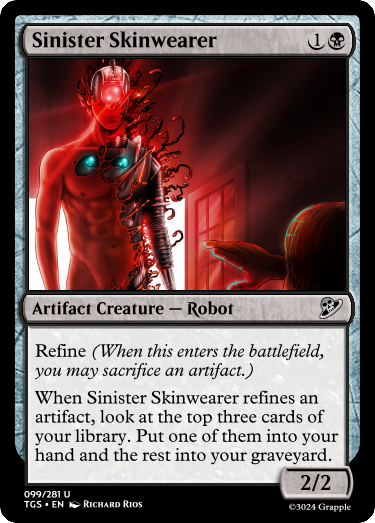 Sinister Skinwearer 1
Artifact Creature — Robot
Refine (When this enters the battlefield,
you may sacrifice an artifact.)
When Sinister Skinwearer refines an
artifact, look at the top three cards of
your library. Put one of them into your
hand and the rest into your graveyard.
2/2
099/281 U
TGS • EN Richard Rios
©3024 Grapple